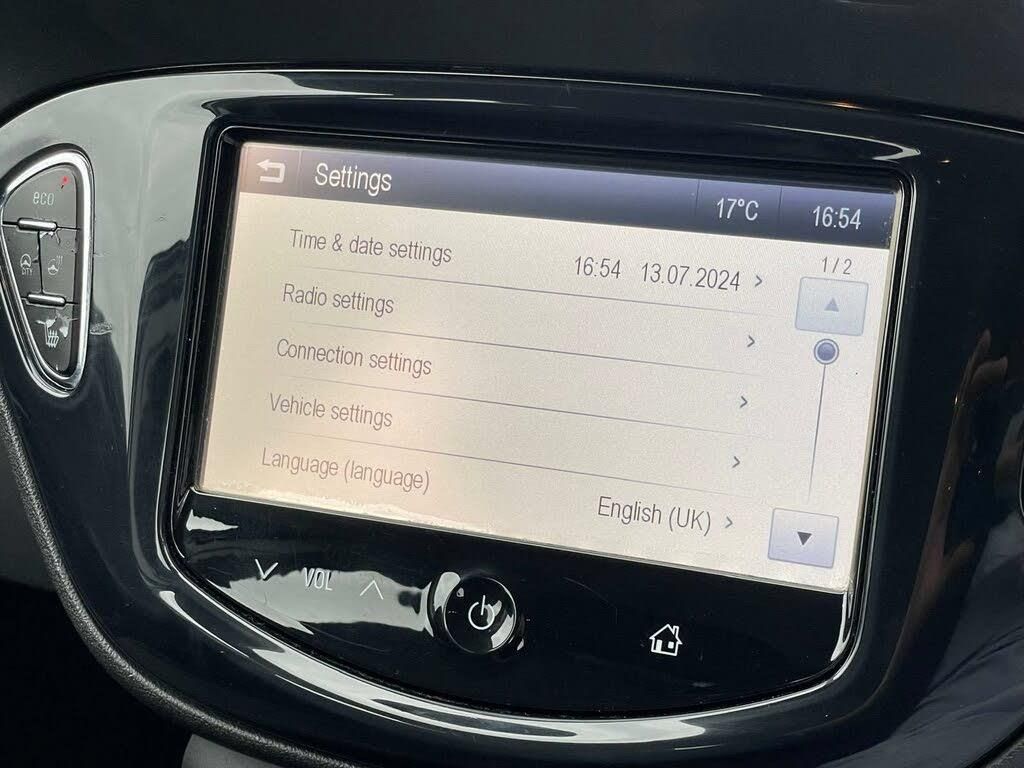 Settings 17°C 16:54
Time & date settings 16:54 13.07.2024
1/2
Radio settings
Connection settings
Vehicle settings
Language (language) English (UK)
eco
CITY
VOL